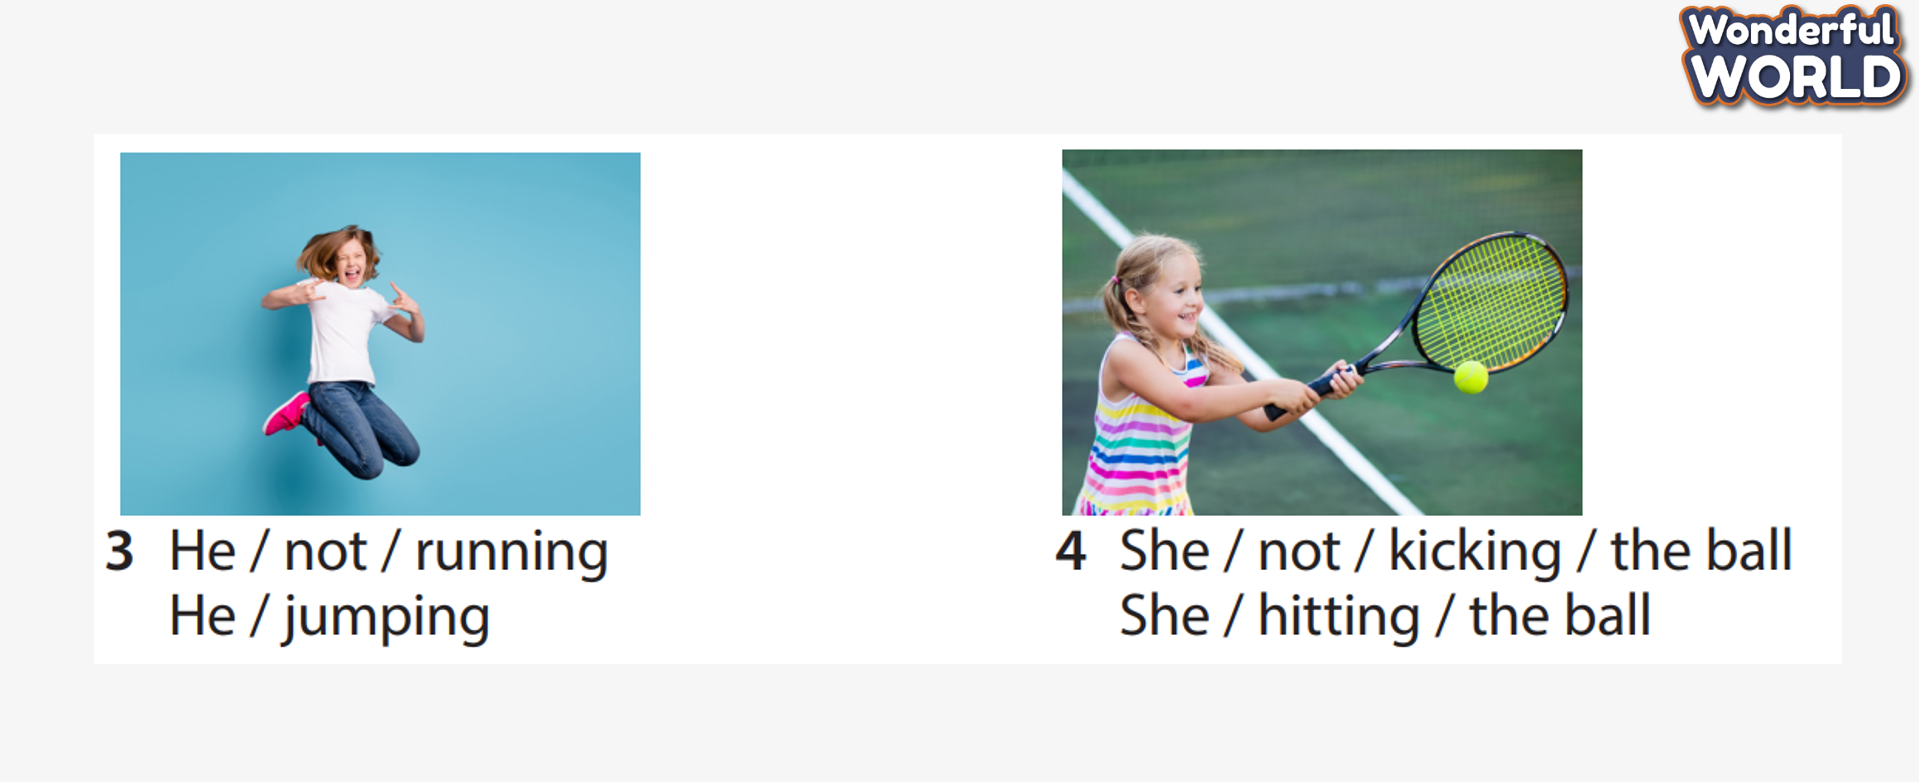 Wonderful
WORLD
3 He / not / running
He / jumping
4 She / not / kicking / the ball
She / hitting / the ball